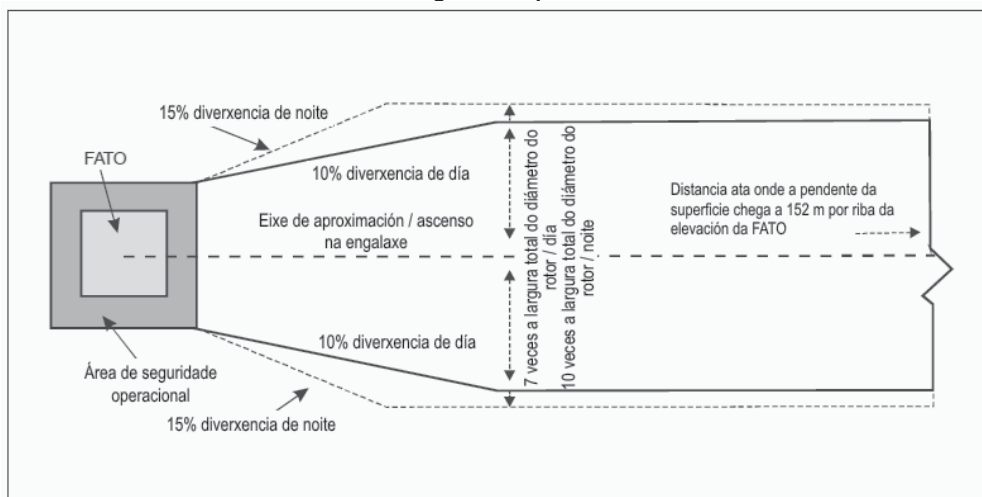 15% diverxencia de noite
FATO
10% diverxencia de día
Eixe de aproximación / ascenso
na engalaxe
7 veces a largura total do diámetro do
rotor / día
10 veces a largura total do diámetro do
rotor / noite
Distancia ata onde a pendente da
superficie chega a 152 m por riba da
elevación da FATO
10% diverxencia de día
Área de seguridade
operacional
15% diverxencia de noite